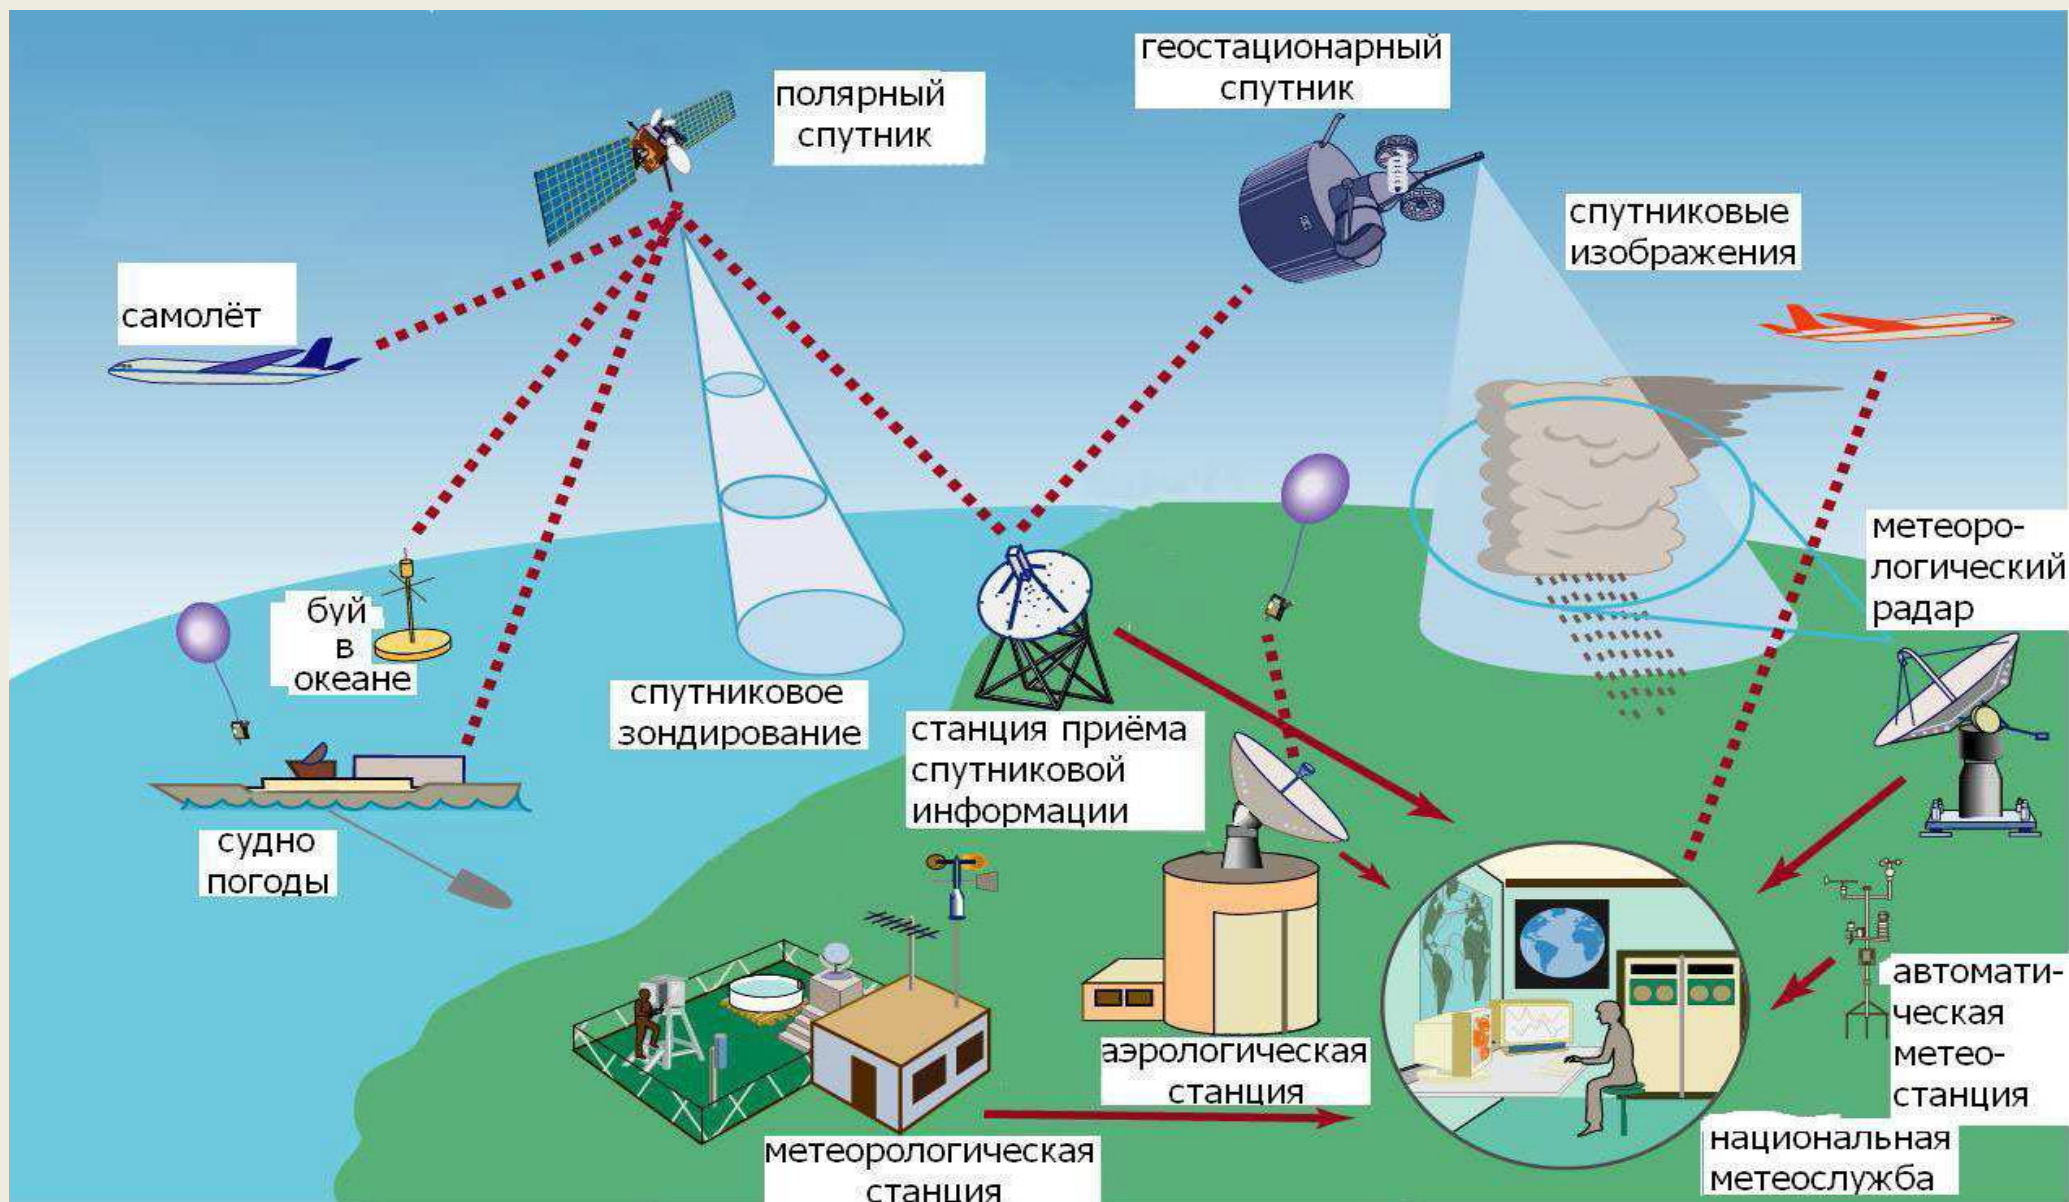 геостационарный
спутник
полярный
спутник
спутниковые
изображения
самолёт
метеоро-
логический
радар
буй
в
океане
спутниковое
зондирование
станция приёма
спутниковой
информации
судно
погоды
автомати-
ческая
метео-
станция
аэрологическая
станция
национальная
метеослужба
метеорологическая
станция